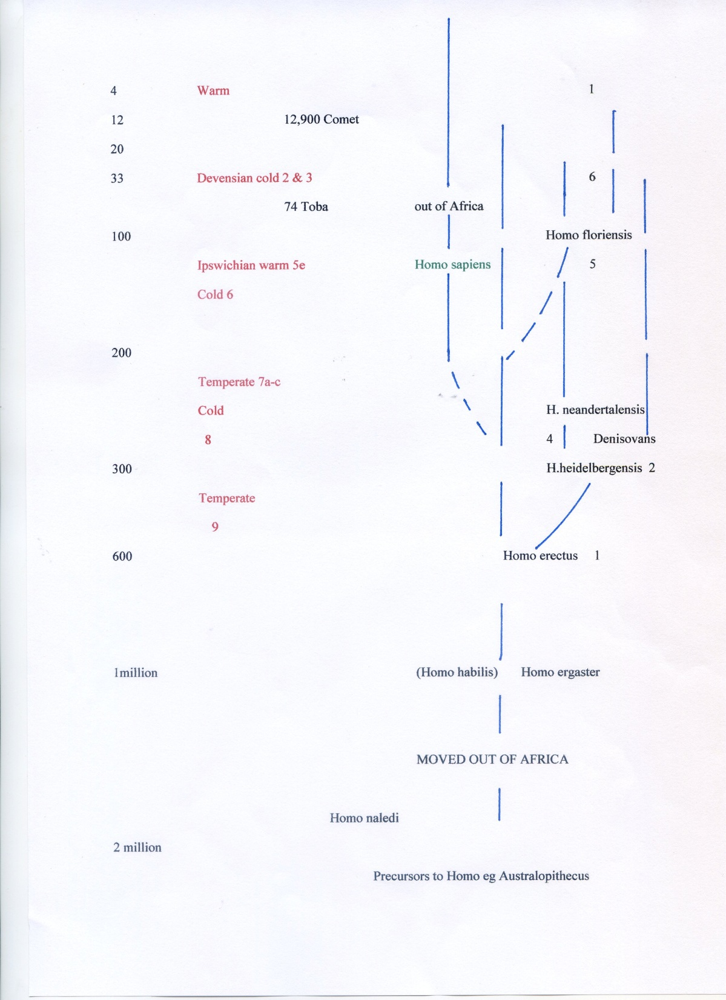 4 Warm 1
12 12,900 Comet
20
33 Devensian cold 2 & 3 6
74 Toba out of Africa
100 Homo floriensis
Ipswichian warm 5e Homo sapiens 5
Cold 6
200
Temperate 7a-c
Cold H. neandertalensis
8 4 Denisovans
300 H.heidelbergensis 2
Temperate
9
600 Homo erectus 1
1million (Homo habilis) Homo ergaster
MOVED OUT OF AFRICA
Homo naledi
2 million
Precursors to Homo eg Australopithecus